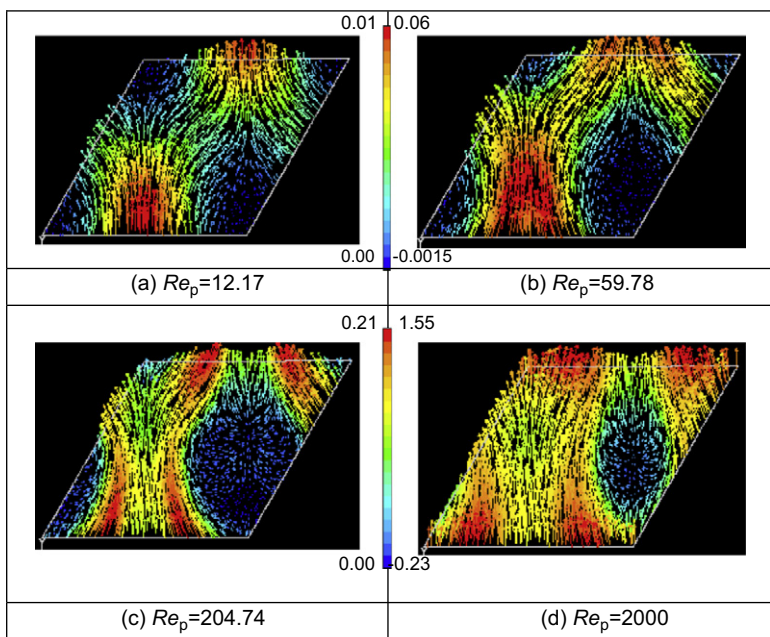 0.01 0.06
0.00 -0.0015
(a) Rep=12.17 (b) Rep=59.78
0.21 1.55
0.00 -0.23
(c) Rep=204.74 (d) Rep=2000